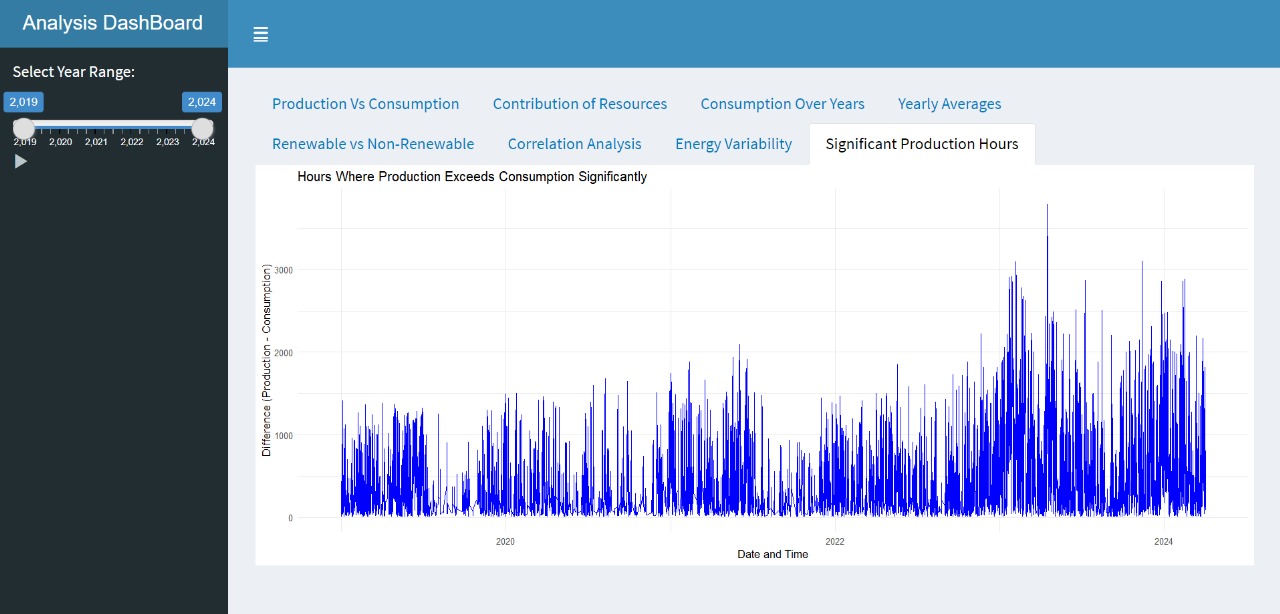 Analysis DashBoard
Select Year Range:
2,019 2,024
2,019 2,020 2,021 2,022 2,023 2,024
Production Vs Consumption Contribution of Resources Consumption Over Years Yearly Averages
Renewable vs Non-Renewable Correlation Analysis Energy Variability Significant Production Hours
Hours Where Production Exceeds Consumption Significantly
Difference (Production - Consumption)
3000
2000
1000
0
2020 2022 2024
Date and Time